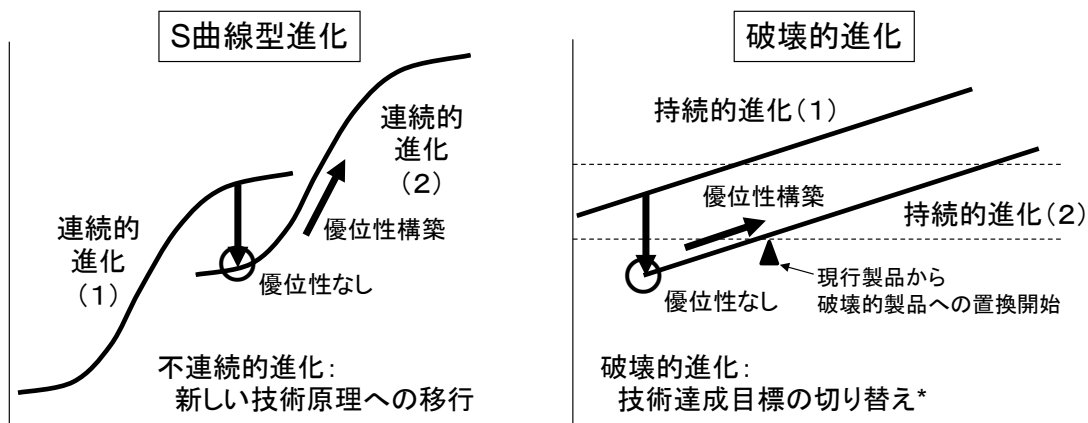 S曲線型進化
連続的
進化
(1)
連続的
進化
(2)
優位性構築
優位性なし
不連続的進化:
新しい技術原理への移行
破壊的進化
持続的進化(1)
優位性構築
持続的進化(2)
優位性なし
現行製品から
破壊的製品への置換開始
破壊的進化:
技術達成目標の切り替え*